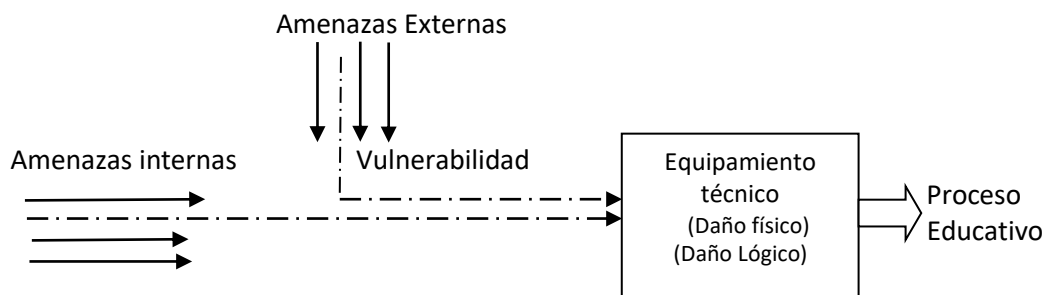 Amenazas Externas
Amenazas internas
Vulnerabilidad
Equipamiento
técnico
(Daño físico)
(Daño Lógico)
Proceso
Educativo